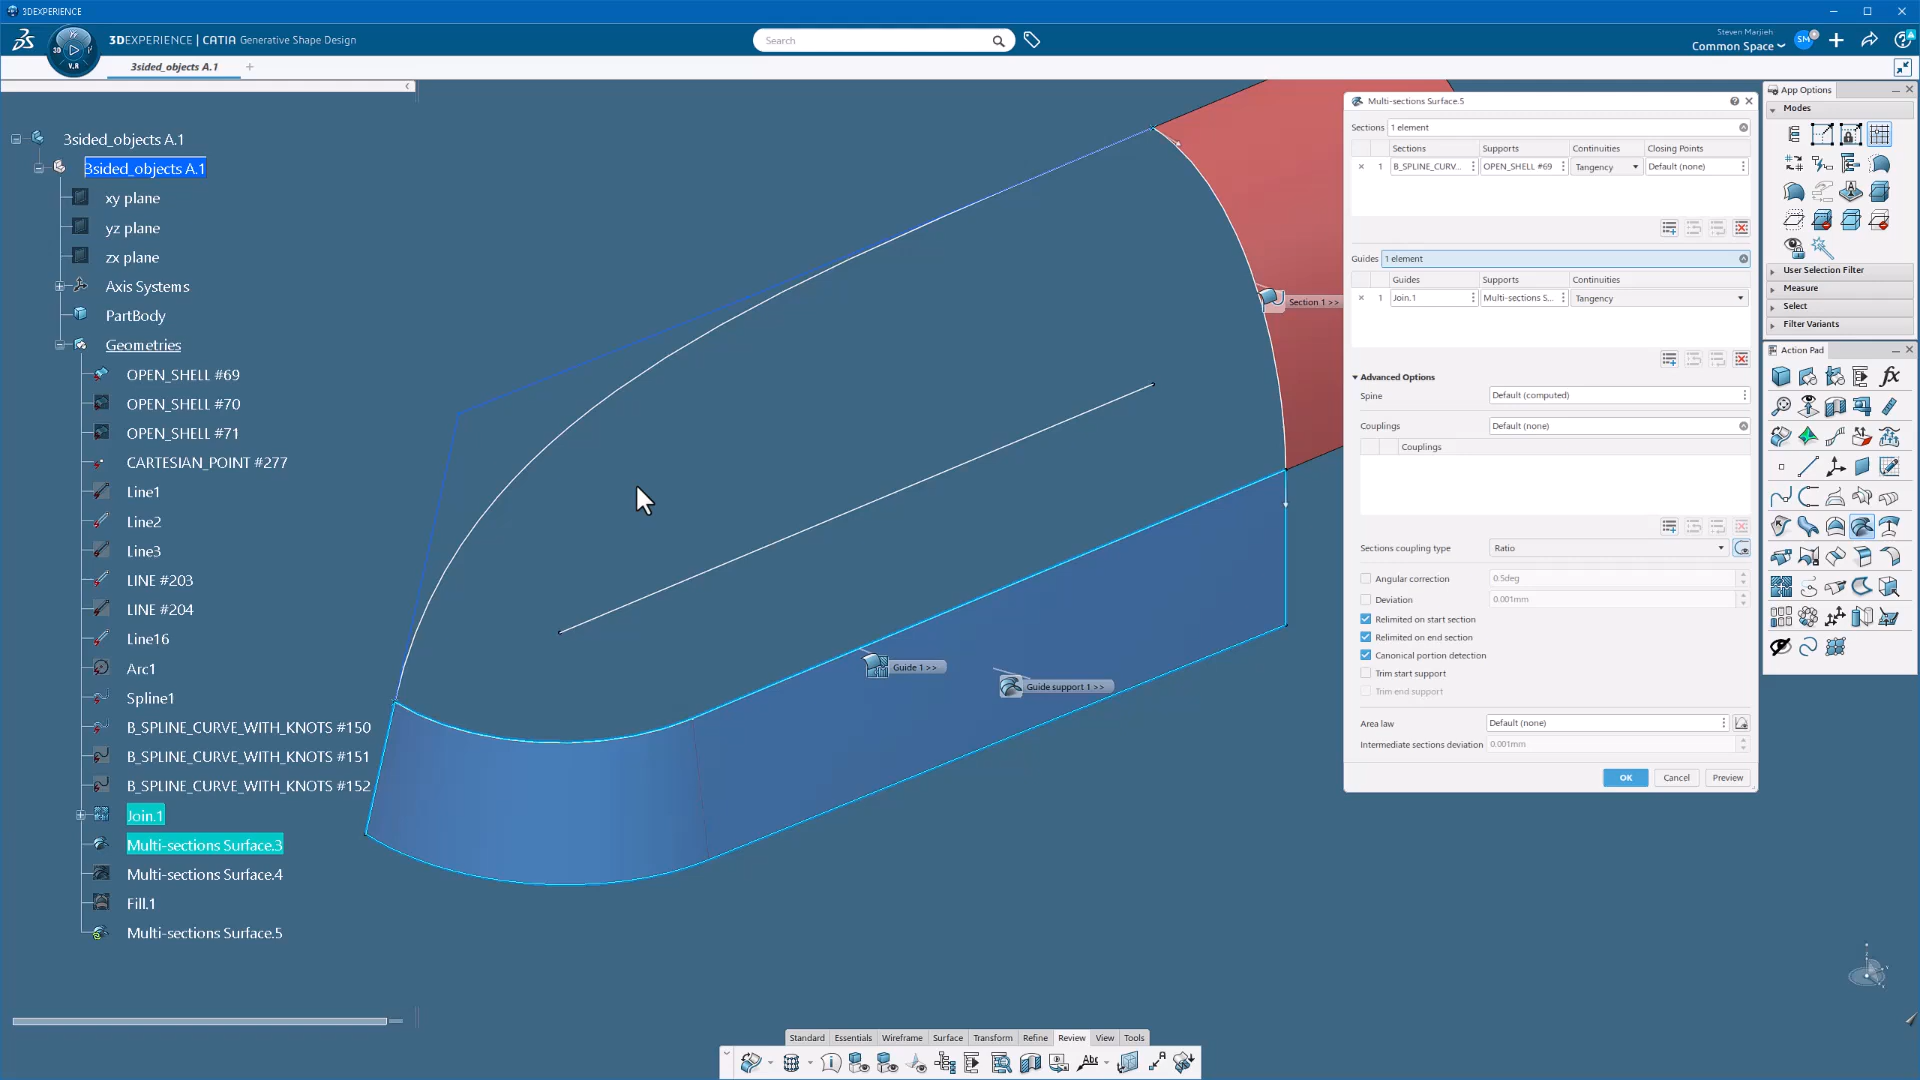 3DEXPERIENCE
3DEXPERIENCE | CATIA Generative Shape Design
Search
Steven Marjieh
Common Space
SM
3D
V.R
3sided_objects A.1
3sided_objects A.1
3sided_objects A.1
xy plane
yz plane
zx plane
Axis Systems
PartBody
Geometries
OPEN_SHELL #69
OPEN_SHELL #70
OPEN_SHELL #71
CARTESIAN_POINT #277
Line1
Line2
Line3
LINE #203
LINE #204
Line16
Arc1
Spline1
B_SPLINE_CURVE_WITH_KNOTS #150
B_SPLINE_CURVE_WITH_KNOTS #151
B_SPLINE_CURVE_WITH_KNOTS #152
Join.1
Multi-sections Surface.3
Multi-sections Surface.4
Fill.1
Multi-sections Surface.5
Section 1 >>
Guide 1 >>
Guide support 1 >>
Multi-sections Surface.5
Sections 1 element
Sections Supports Continuities Closing Points
1 B_SPLINE_CURV... OPEN_SHELL #69 Tangency Default (none)
Guides 1 element
Guides Supports Continuities
1 Join.1 Multi-sections S... Tangency
Advanced Options
Spine Default (computed)
Couplings Default (none)
Couplings
Sections coupling type Ratio
Angular correction 0.5deg
Deviation 0.001mm
Relimited on start section
Relimited on end section
Canonical portion detection
Trim start support
Trim end support
Area law Default (none)
Intermediate sections deviation 0.001mm
OK Cancel Preview
App Options
Modes
User Selection Filter
Measure
Select
Filter Variants
Action Pad
fx
Standard Essentials Wireframe Surface Transform Refine Review View Tools
Abc